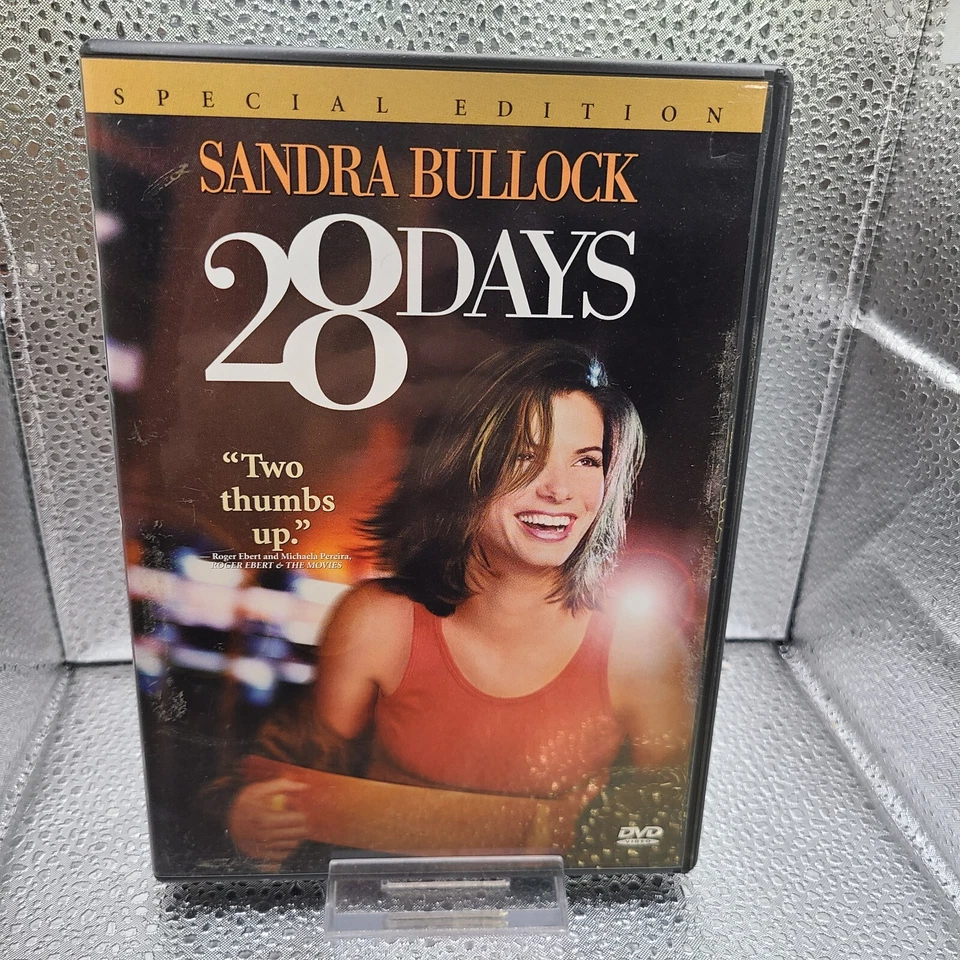 SPECIAL EDITION
SANDRA BULLOCK
28 DAYS
“Two
thumbs
up.”
— Roger Ebert and Michaela Pereira,
ROGER EBERT & THE MOVIES
DVD
VIDEO